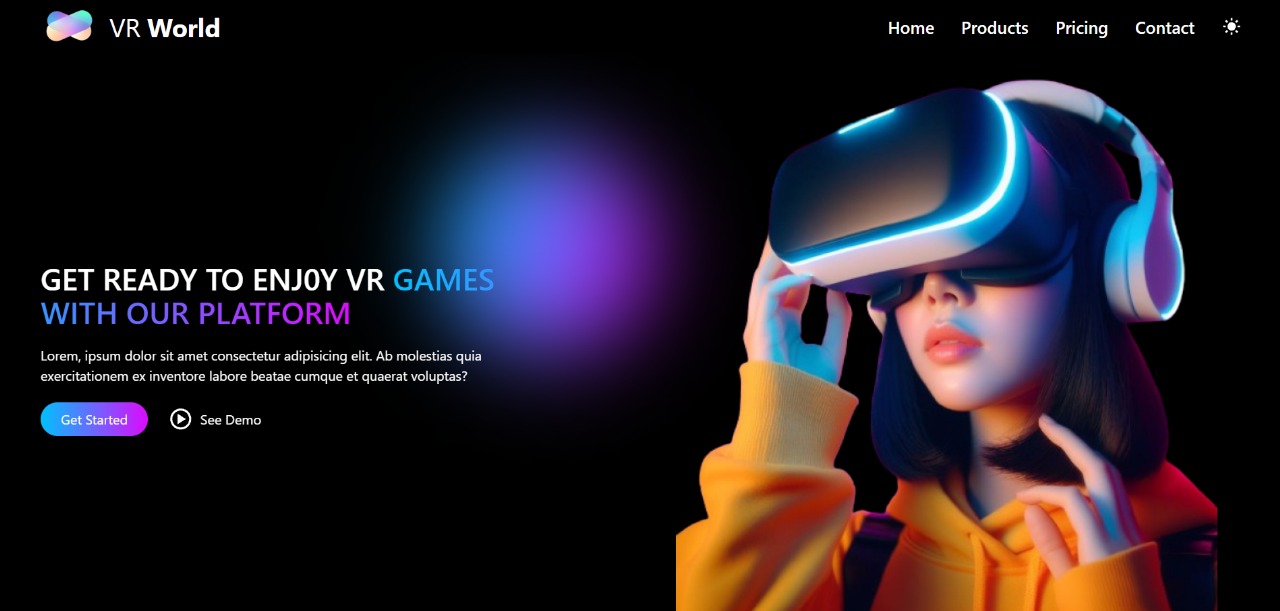 VR World
Home Products Pricing Contact
GET READY TO ENJ0Y VR GAMES
WITH OUR PLATFORM
Lorem, ipsum dolor sit amet consectetur adipisicing elit. Ab molestias quia
exercitationem ex inventore labore beatae cumque et quaerat voluptas?
Get Started See Demo